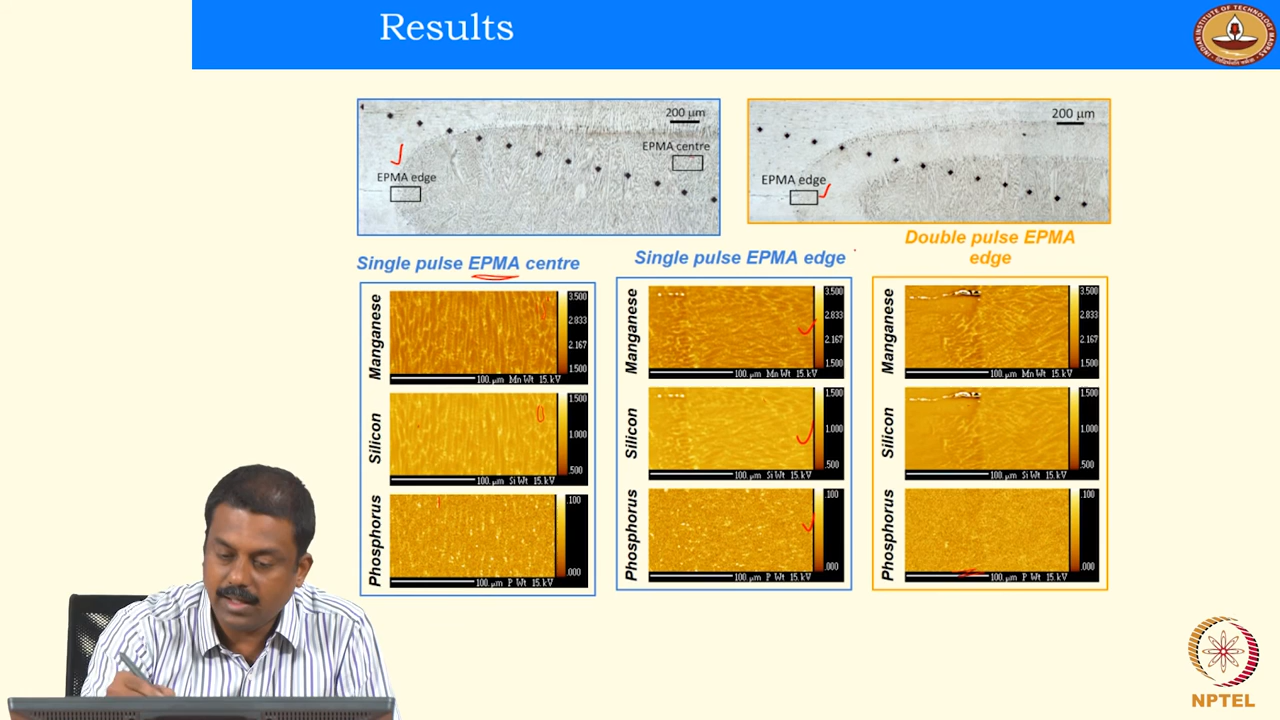 Results
INDIAN INSTITUTE OF TECHNOLOGY MADRAS
200 μm
EPMA centre
EPMA edge
200 μm
EPMA edge
Single pulse EPMA centre
Single pulse EPMA edge
Double pulse EPMA
edge
Manganese
3.500
2.833
2.167
1.500
100. μm Mn Wt 15. kV
Manganese
3.500
2.833
2.167
1.500
100. μm Mn Wt 15. kV
Manganese
3.500
2.833
2.167
1.500
100. μm Mn Wt 15. kV
Silicon
1.500
1.000
.500
100. μm Si Wt 15. kV
Silicon
1.500
1.000
.500
100. μm Si Wt 15. kV
Silicon
1.500
1.000
.500
100. μm Si Wt 15. kV
Phosphorus
.100
.000
100. μm P Wt 15. kV
Phosphorus
.100
.000
100. μm P Wt 15. kV
Phosphorus
.100
.000
100. μm P Wt 15. kV
NPTEL